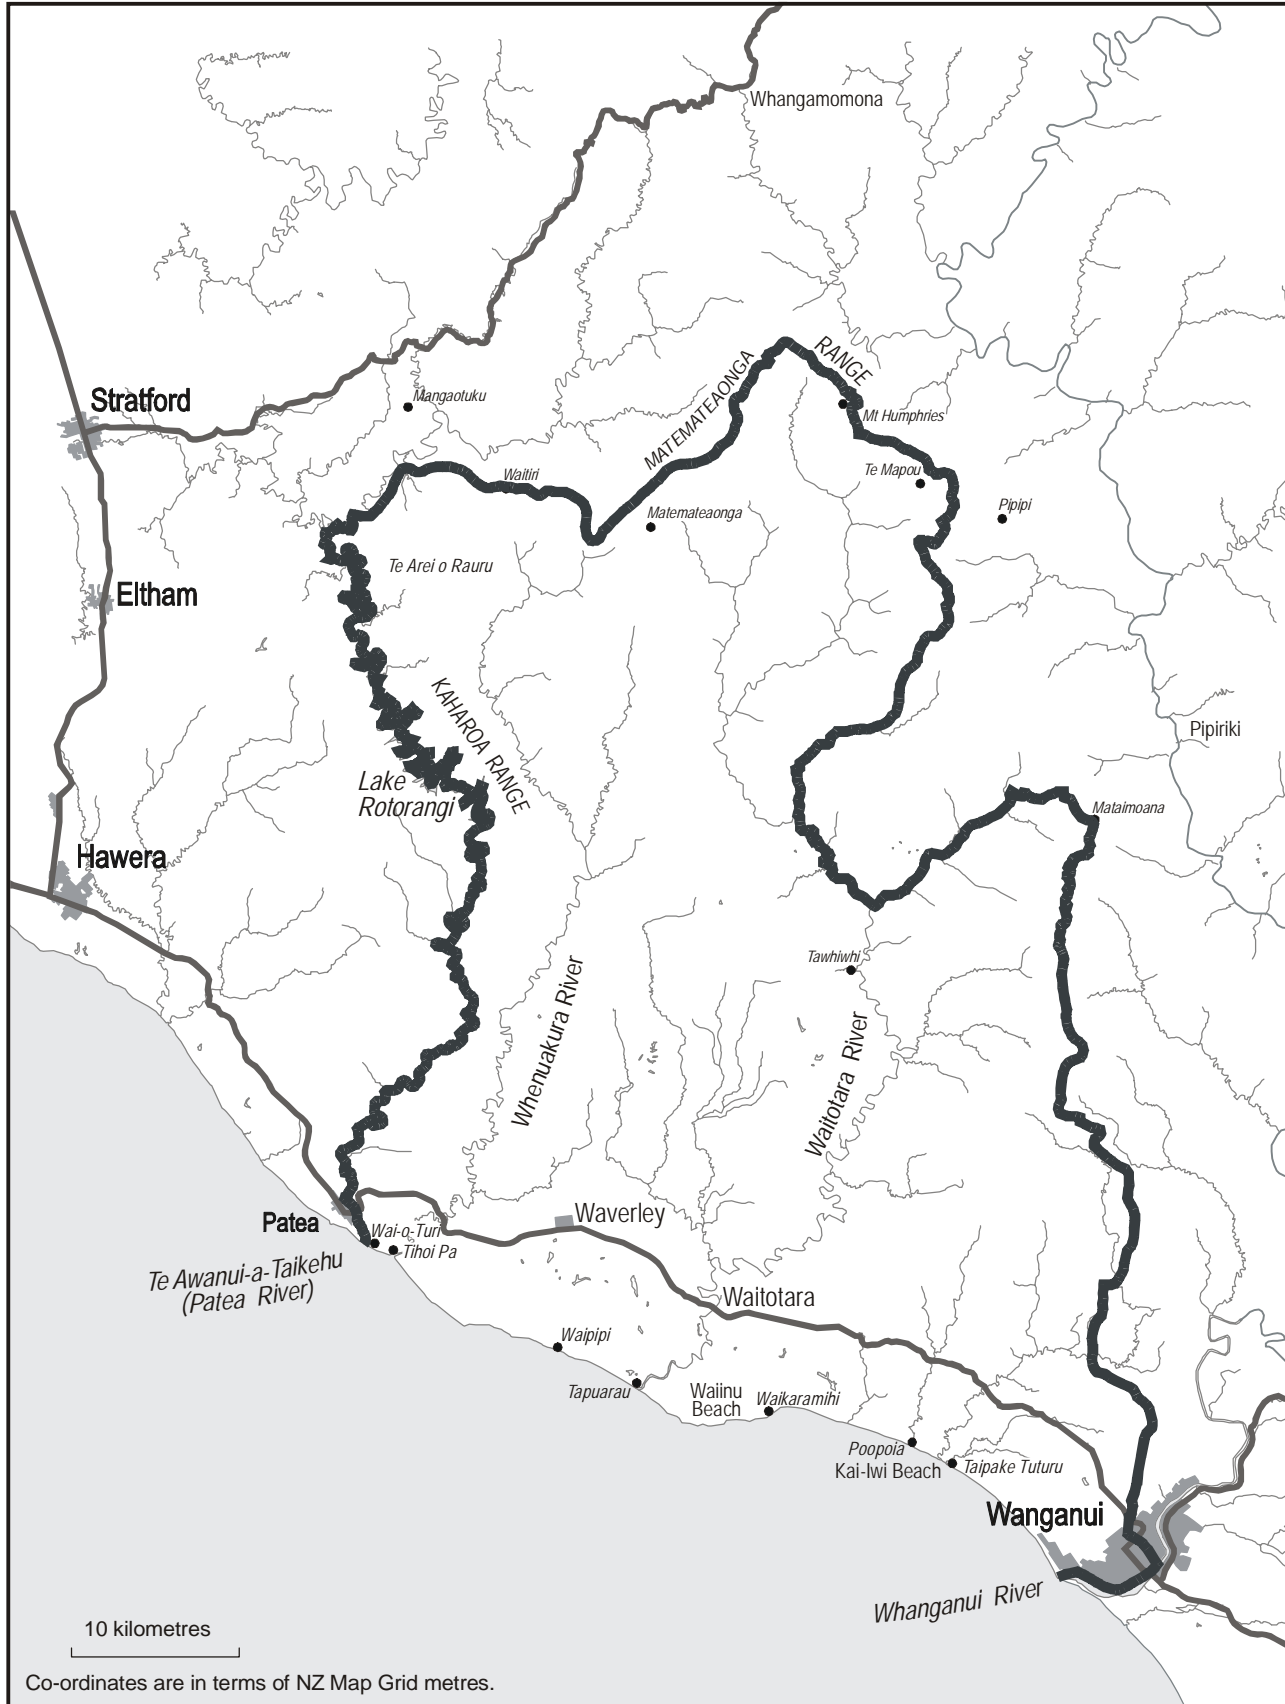 Whangamomona
MATEMATEAONGA
RANGE
Stratford
Mangaotuku
Mt Humphries
Waitiri
Te Mapou
Pipipi
Matemateaonga
Te Arei o Rauru
Eltham
KAHAROA RANGE
Pipiriki
Lake
Rotorangi
Mataimoana
Hawera
Tawhiwhi
Whenuakura River
Waitotara River
Patea
Wai-o-Turi
Tihoi Pa
Waverley
Te Awanui-a-Taikehu
(Patea River)
Waitotara
Waipipi
Tapuarau
Waiinu
Beach
Waikaramihi
Poopoia
Kai-Iwi Beach
Taipake Tuturu
Wanganui
Whanganui River
10 kilometres
Co-ordinates are in terms of NZ Map Grid metres.